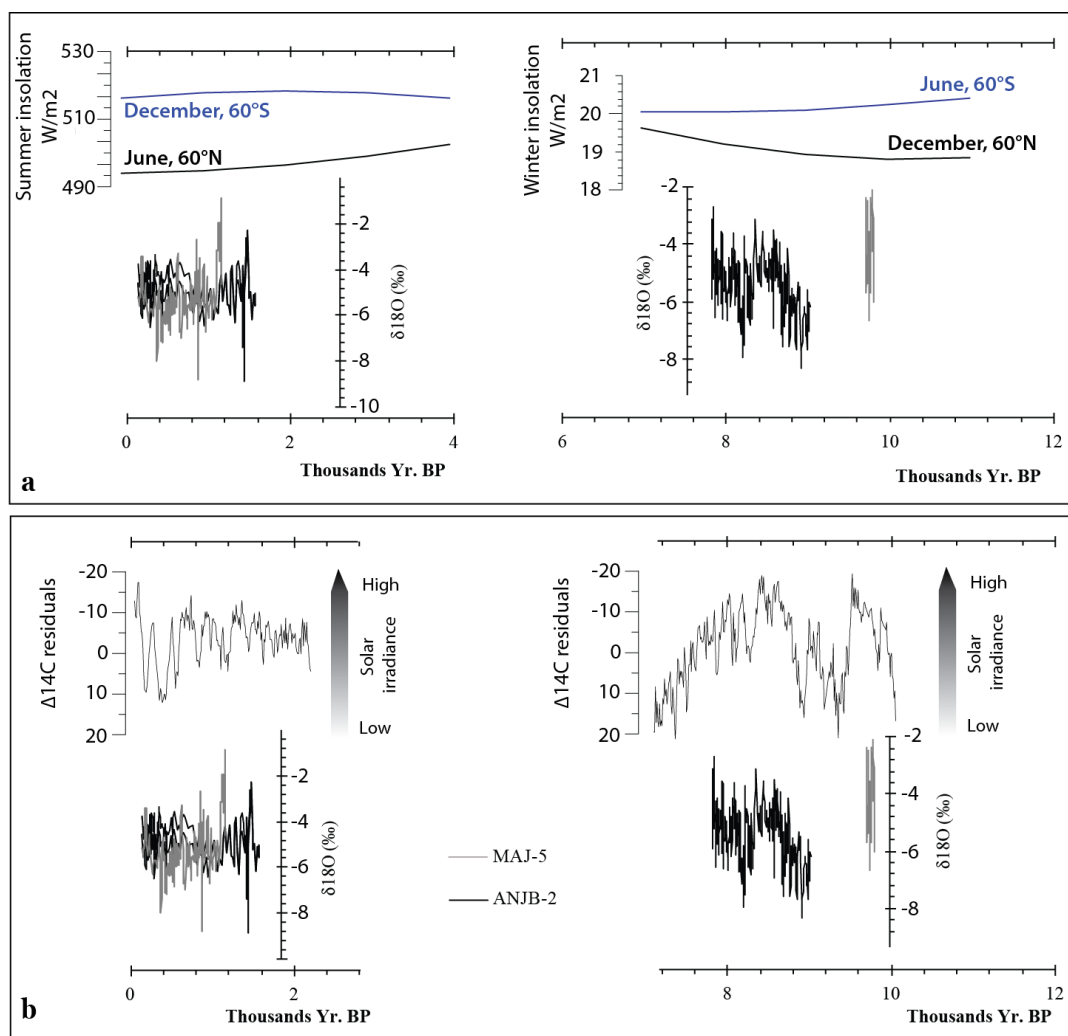 530
510
490
Summer insolation
W/m2
December, 60°S
June, 60°N
-2
-4
-6
-8
-10
δ18O (‰)
0
2
4
Thousands Yr. BP
21
20
19
18
Winter insolation
W/m2
June, 60°S
December, 60°N
-2
-4
-6
-8
δ18O (‰)
6
8
10
12
Thousands Yr. BP
a
-20
-10
0
10
20
Δ14C residuals
High
Solar
irradiance
Low
-2
-4
-6
-8
δ18O (‰)
0
2
Thousands Yr. BP
MAJ-5
ANJB-2
-20
-10
0
10
20
Δ14C residuals
High
Solar
irradiance
Low
-2
-4
-6
-8
δ18O (‰)
8
10
12
Thousands Yr. BP
b